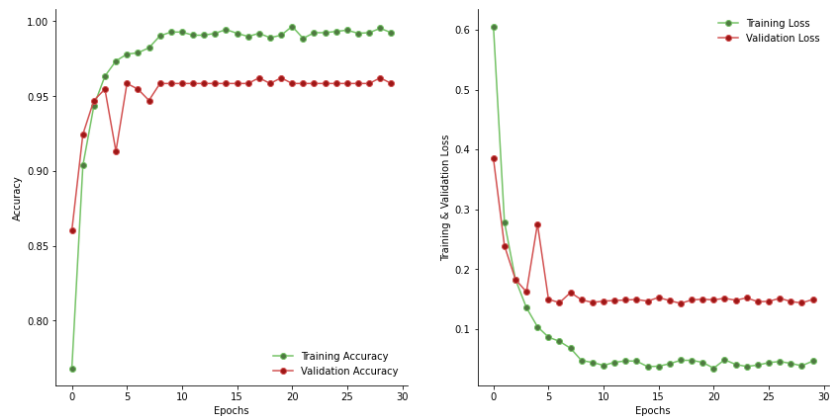 1.00
0.95
0.90
0.85
0.80
Accuracy
0 5 10 15 20 25 30
Epochs
Training Accuracy
Validation Accuracy
0.6
0.5
0.4
0.3
0.2
0.1
Training & Validation Loss
0 5 10 15 20 25 30
Epochs
Training Loss
Validation Loss